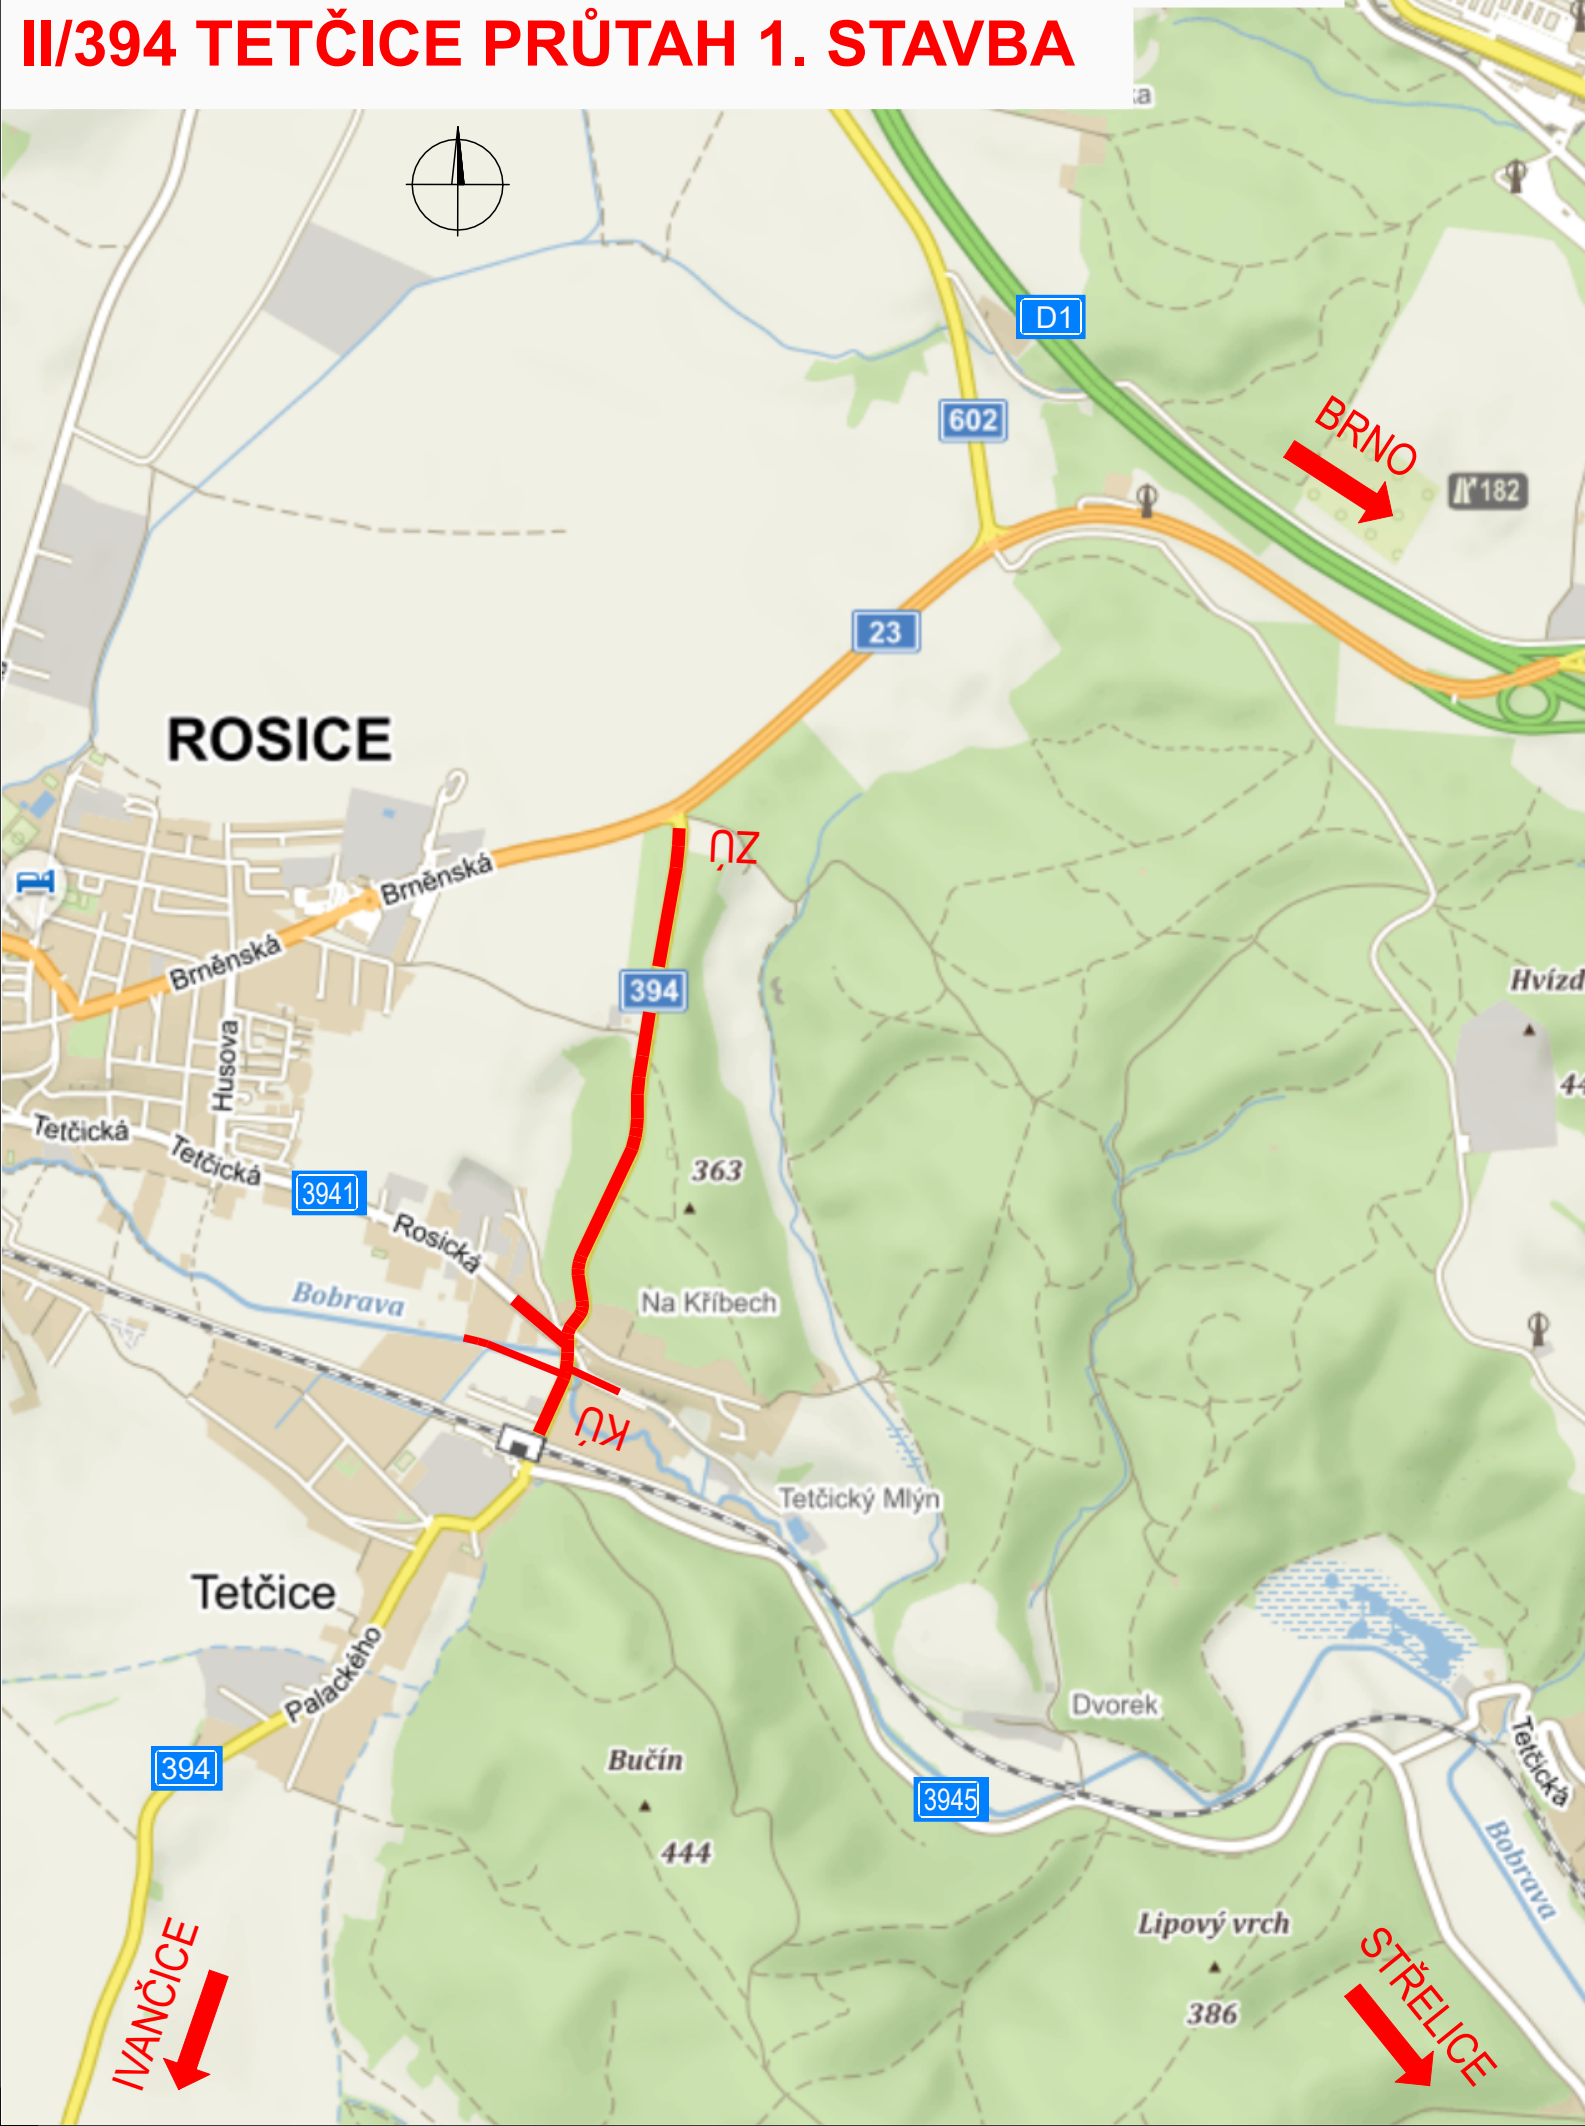 II/394 TETČICE PRŮTAH 1. STAVBA
D1
BRNO
602
182
23
ROSICE
ZÚ
Brněnská
Brněnská
394
Hvízd
44
Husova
Tetčická
Tetčická
363
3941
Rosická
Bobrava
Na Kříbech
KÚ
Tetčický Mlýn
Tetčice
Palackého
Dvorek
Tetčická
Bučín
394
3945
444
Bobrava
Lipový vrch
IVANČICE
STŘELICE
386